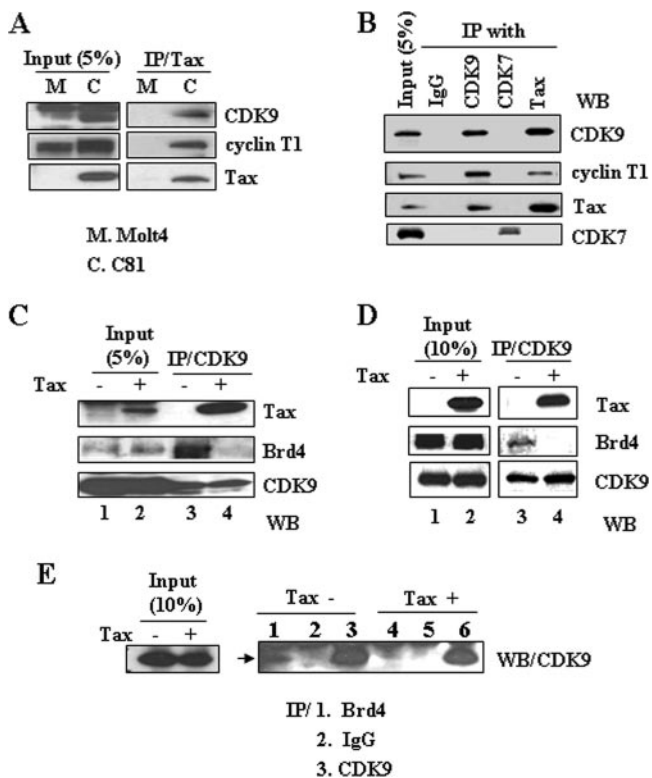 A
Input (5%) IP/Tax
M C M C
CDK9
cyclin T1
Tax
M. Molt4
C. C81
B
IP with
Input (5%) IgG CDK9 CDK7 Tax WB
CDK9
cyclin T1
Tax
CDK7
C
Input
(5%) IP/CDK9
Tax - + - +
Tax
Brd4
CDK9
1 2 3 4 WB
D
Input
(10%) IP/CDK9
Tax - + - +
Tax
Brd4
CDK9
1 2 3 4 WB
E
Input
(10%) Tax - Tax +
Tax - + 1 2 3 4 5 6
WB/CDK9
IP/ 1. Brd4
2. IgG
3. CDK9